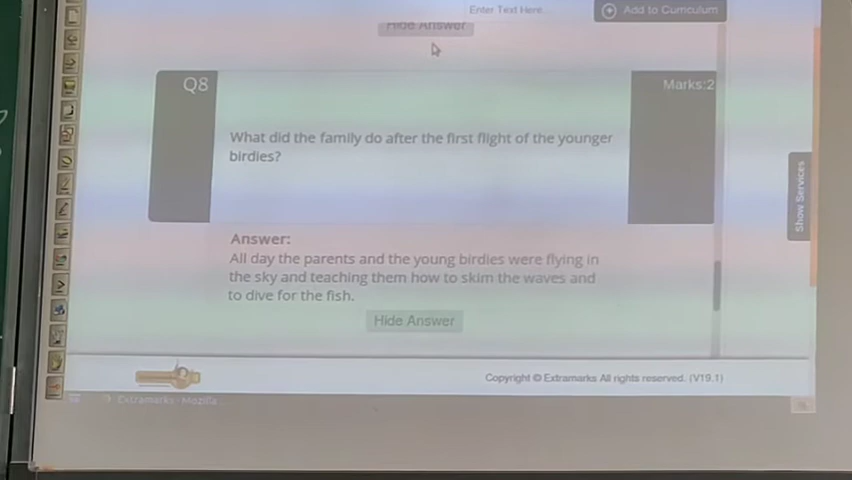 Enter Text Here...
Add to Curriculum
Hide Answer
Q8
Marks:2
What did the family do after the first flight of the younger
birdies?
Show Services
Answer:
All day the parents and the young birdies were flying in
the sky and teaching them how to skim the waves and
to dive for the fish.
Hide Answer
Copyright © Extramarks All rights reserved. (V19.1)
Extramarks - Mozilla